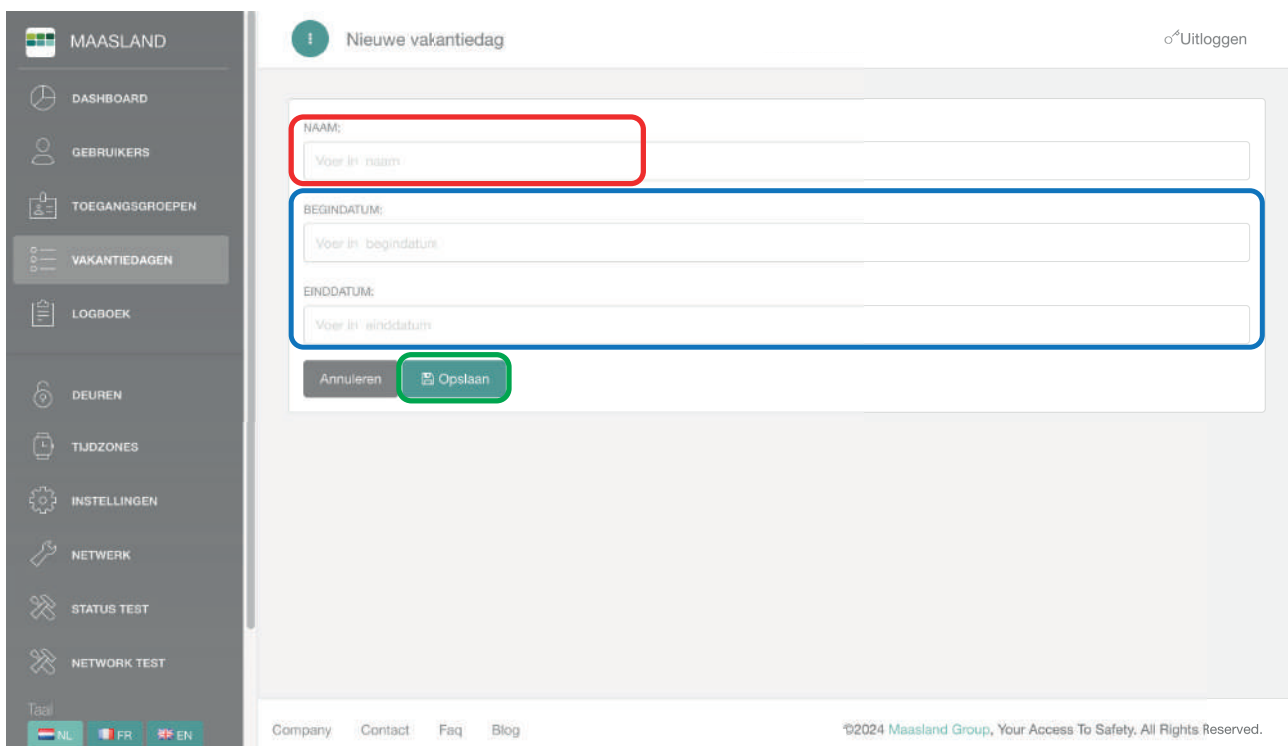 MAASLAND
DASHBOARD
GEBRUIKERS
TOEGANGSGROEPEN
VAKANTIEDAGEN
LOGBOEK
DEUREN
TIJDZONES
INSTELLINGEN
NETWERK
STATUS TEST
NETWORK TEST
Taal
NL FR EN
Nieuwe vakantiedag
Uitloggen
NAAM:
Voer in naam
BEGINDATUM:
Voer in begindatum
EINDDATUM:
Voer in einddatum
Annuleren Opslaan
Company Contact Faq Blog
©2024 Maasland Group, Your Access To Safety. All Rights Reserved.